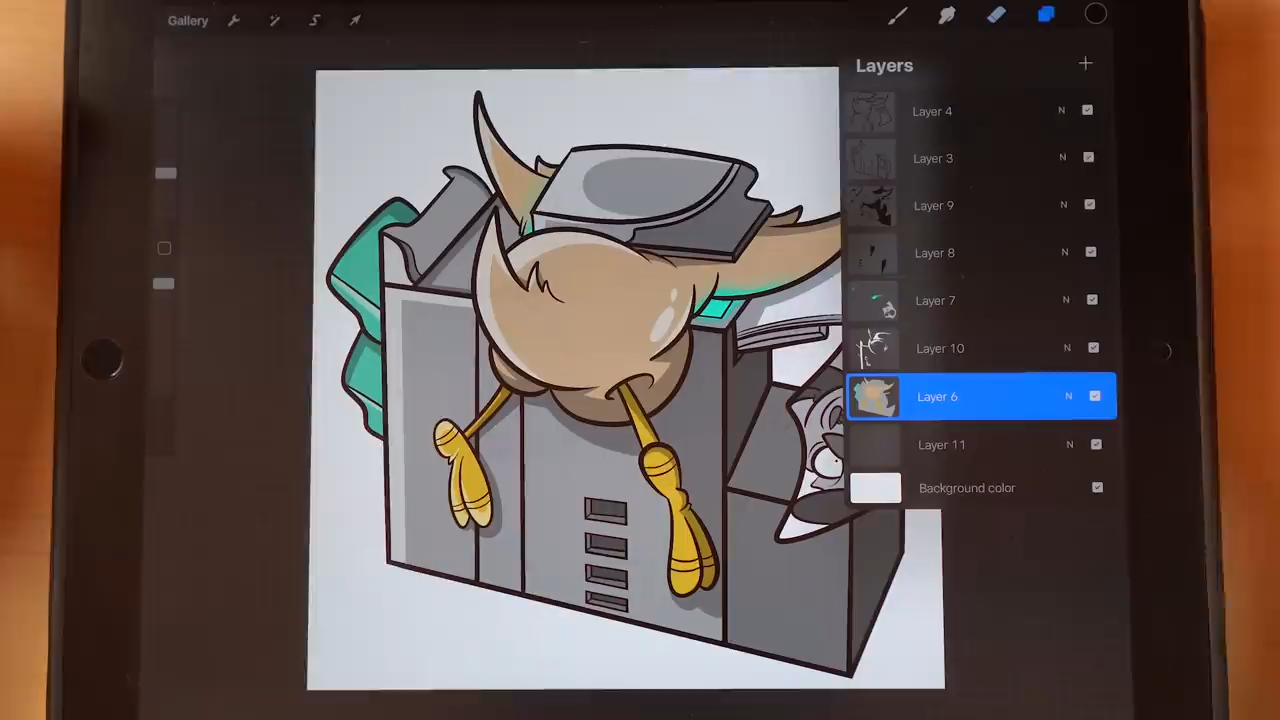 Gallery
Layers
Layer 4 N
Layer 3 N
Layer 9 N
Layer 8 N
Layer 7 N
Layer 10 N
Layer 6 N
Layer 11 N
Background color